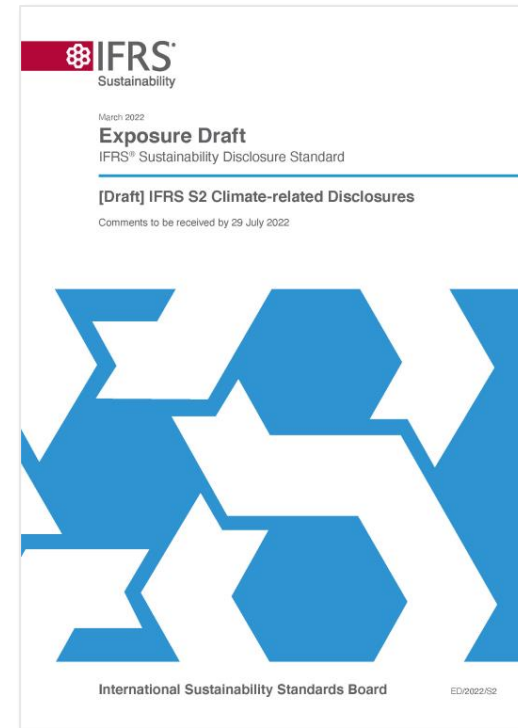 IFRS®
Sustainability
March 2022
Exposure Draft
IFRS® Sustainability Disclosure Standard
[Draft] IFRS S2 Climate-related Disclosures
Comments to be received by 29 July 2022
International Sustainability Standards Board
ED/2022/S2